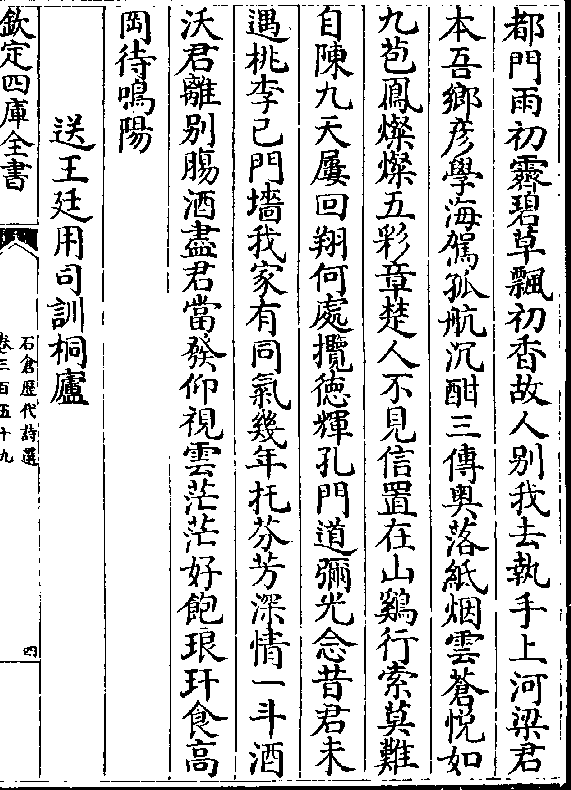 都門雨初霽碧草飄初香故人别我去執手上河梁君
本吾鄉彦學海駕孤航沉酣三傳奥落紙烟雲蒼恱如
九苞鳳燦燦五彩章楚人不見信置在山鷄行索莫難
自陳九天屢回翔何處攬徳輝孔門道彌光念昔君未
遇桃李已門墻我家有同氣幾年托芬芳深情一斗酒
沃君離别腸酒盡君當發仰視雲茫茫好飽琅玕食高
岡待鳴陽
送王廷用司訓桐廬
欽定四庫全書
石倉歴代詩選
卷三百五十九
四